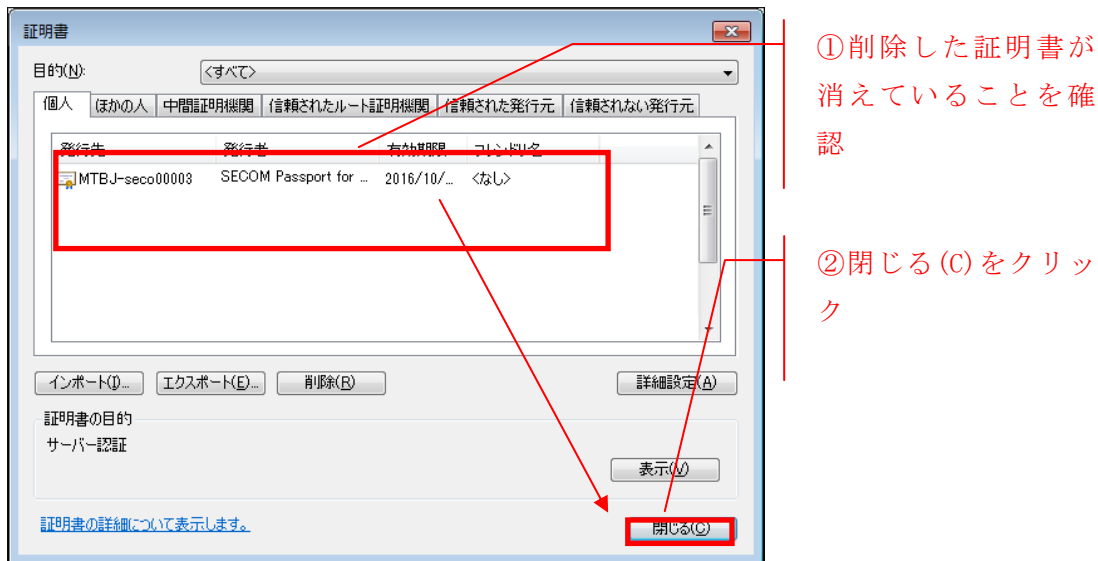 証明書
目的(N):
<すべて>
個人 ほかの人 中間証明機関 信頼されたルート証明機関 信頼された発行元 信頼されない発行元
発行先 発行者 有効期限 フレンドリ名
MTBJ-seco00003 SECOM Passport for ... 2016/10/... <なし>
インポート(I)... エクスポート(E)... 削除(R) 詳細設定(A)
証明書の目的
サーバー認証
表示(V)
証明書の詳細について表示します。
閉じる(C)
①削除した証明書が
消えていることを確
認
②閉じる(C)をクリッ
ク